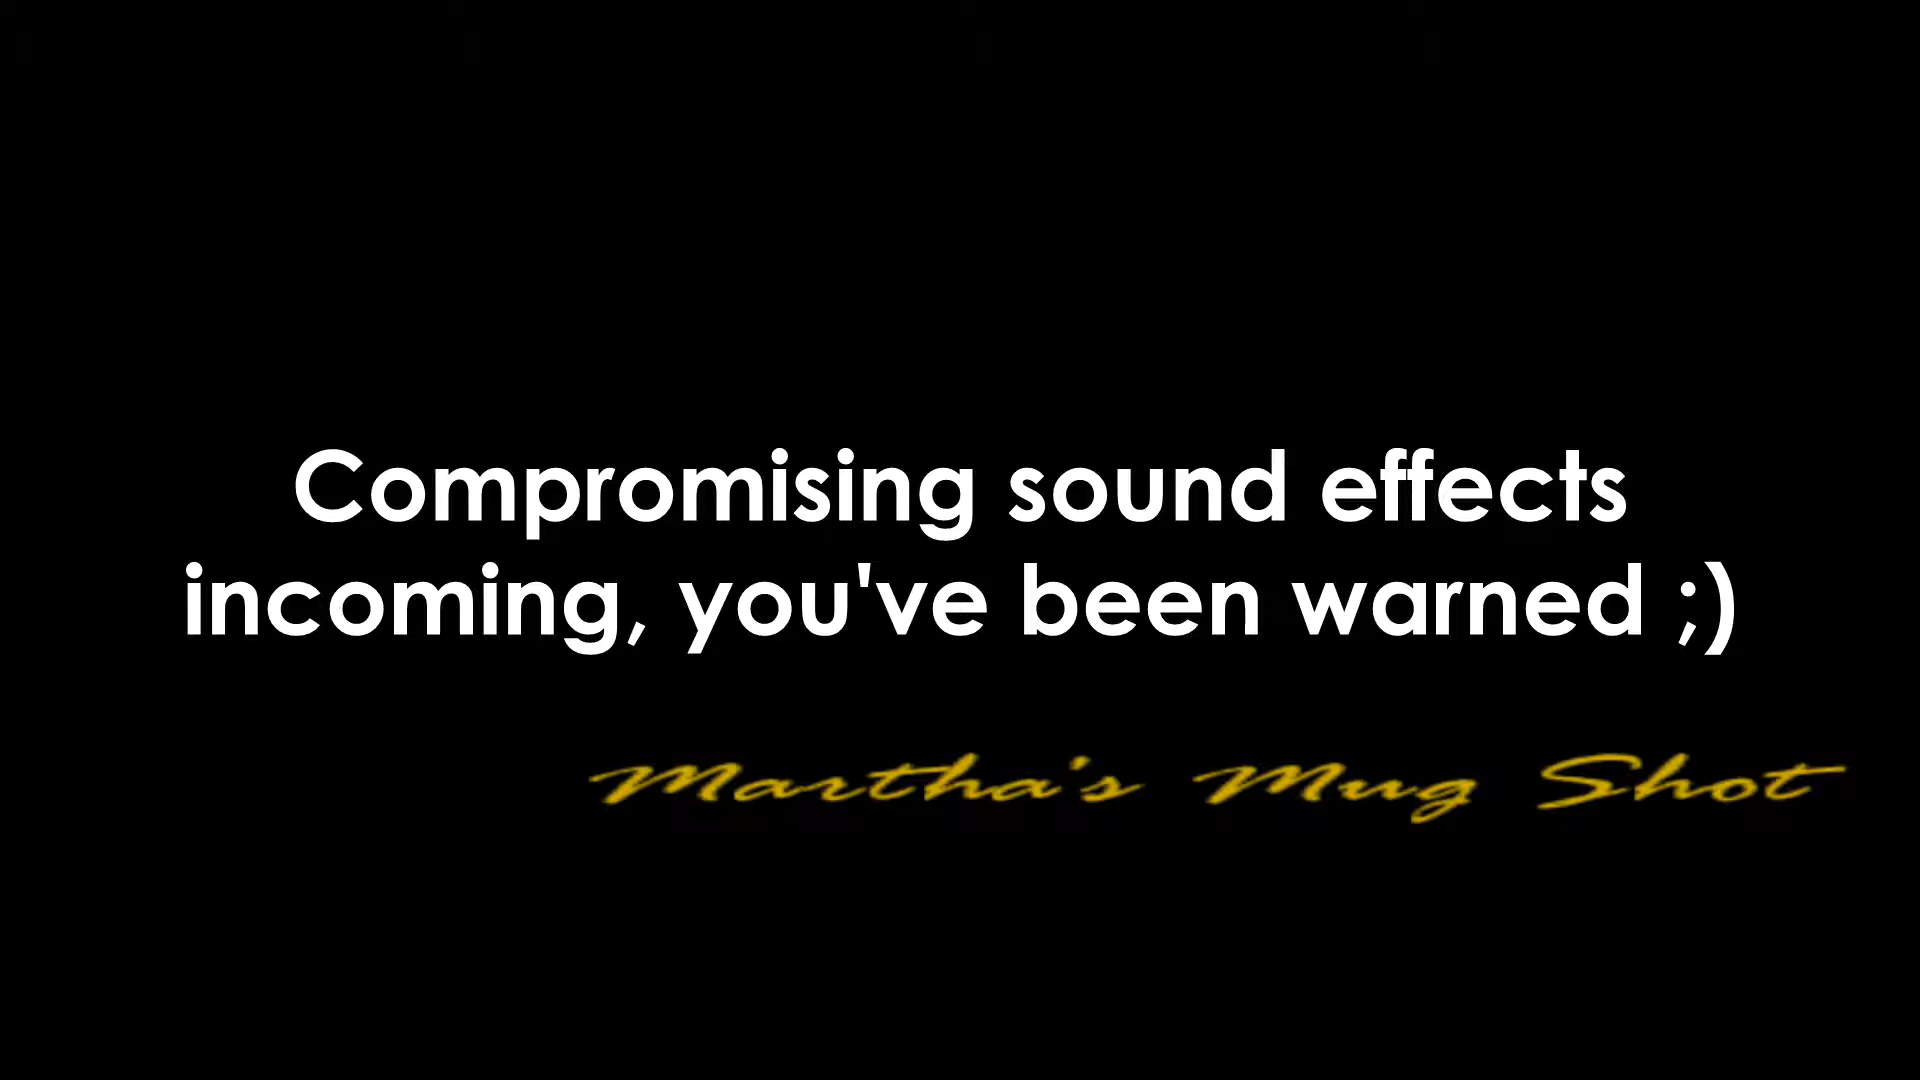 Compromising sound effects
incoming, you've been warned ;)
Martha's Mug Shot